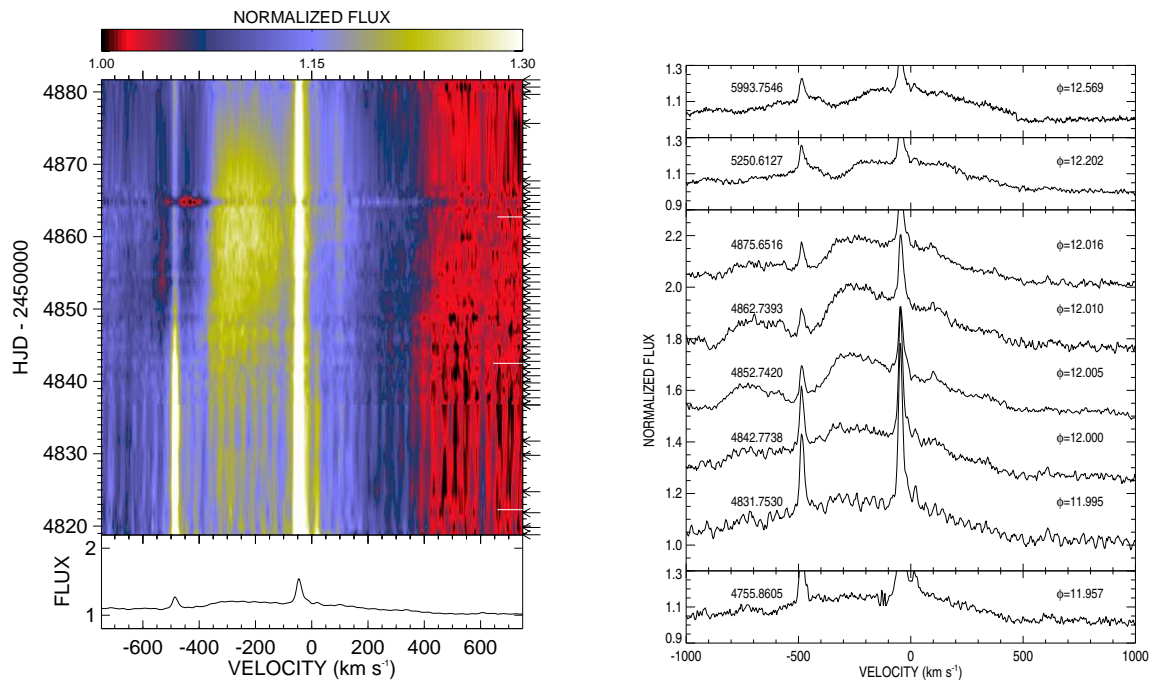 NORMALIZED FLUX
1.00 1.15 1.30
HJD - 2450000
4880
4870
4860
4850
4840
4830
4820
FLUX
2
1
-600 -400 -200 0 200 400 600
VELOCITY (km s-1)
NORMALIZED FLUX
1.3
1.1
5993.7546 ϕ=12.569
1.3
1.1
0.9
5250.6127 ϕ=12.202
2.2
2.0
1.8
1.6
1.4
1.2
1.0
4875.6516 ϕ=12.016
4862.7393 ϕ=12.010
4852.7420 ϕ=12.005
4842.7738 ϕ=12.000
4831.7530 ϕ=11.995
1.3
1.1
0.9
4755.8605 ϕ=11.957
-1000 -500 0 500 1000
VELOCITY (km s-1)